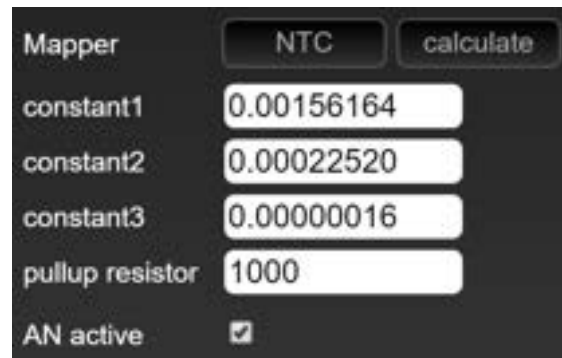 Mapper NTC calculate
constant1 0.00156164
constant2 0.00022520
constant3 0.00000016
pullup resistor 1000
AN active